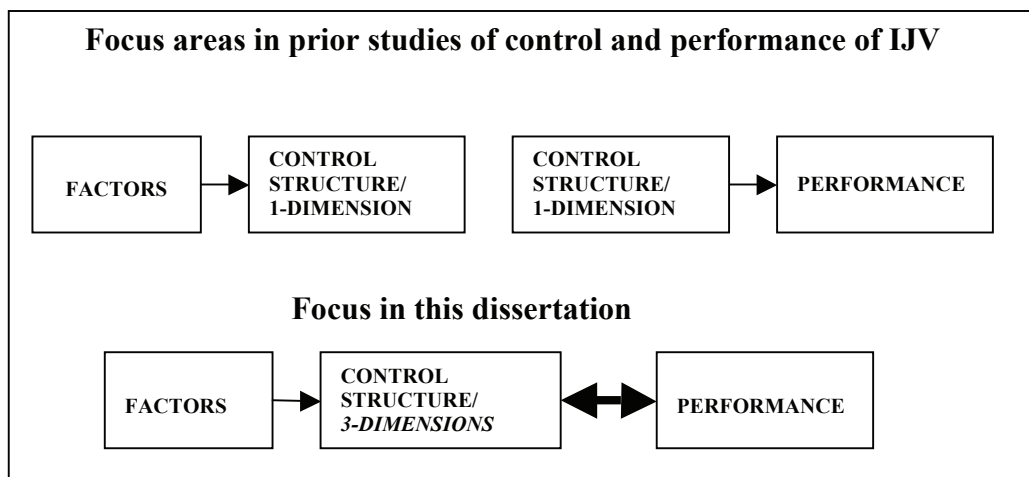 Focus areas in prior studies of control and performance of IJV
FACTORS
CONTROL
STRUCTURE/
1-DIMENSION
CONTROL
STRUCTURE/
1-DIMENSION
PERFORMANCE
Focus in this dissertation
FACTORS
CONTROL
STRUCTURE/
3-DIMENSIONS
PERFORMANCE